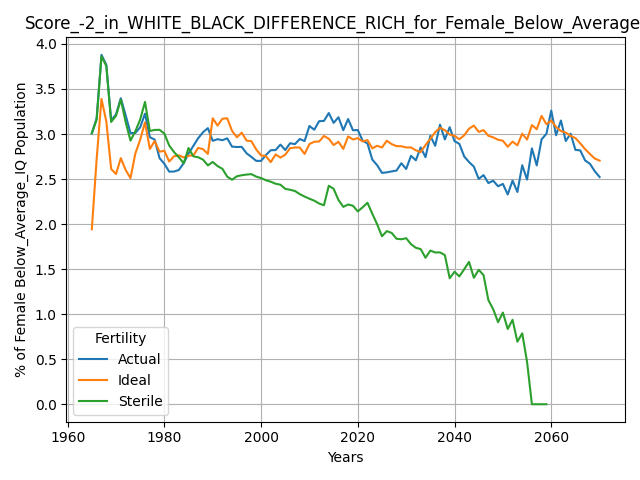 Score_-2_in_WHITE_BLACK_DIFFERENCE_RICH_for_Female_Below_Average
% of Female Below_Average_IQ Population
4.0
3.5
3.0
2.5
2.0
1.5
1.0
0.5
0.0
Fertility
Actual
Ideal
Sterile
1960
1980
2000
2020
2040
2060
Years